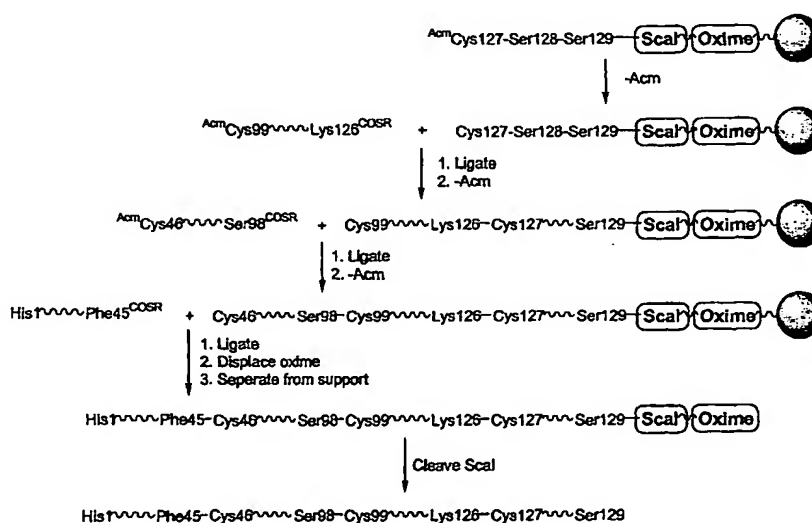 AcmCys127-Ser128-Ser129 Scal Oxime
-Acm
AcmCys99 Lys126COSR + Cys127-Ser128-Ser129 Scal Oxime
1. Ligate
2. -Acm
AcmCys46 Ser98COSR + Cys99 Lys126-Cys127 Ser129 Scal Oxime
1. Ligate
2. -Acm
His1 Phe45COSR + Cys46 Ser98-Cys99 Lys126-Cys127 Ser129 Scal Oxime
1. Ligate
2. Displace oxime
3. Seperate from support
His1 Phe45-Cys46 Ser98-Cys99 Lys126-Cys127 Ser129 Scal Oxime
Cleave Scal
His1 Phe45-Cys46 Ser98-Cys99 Lys126-Cys127 Ser129